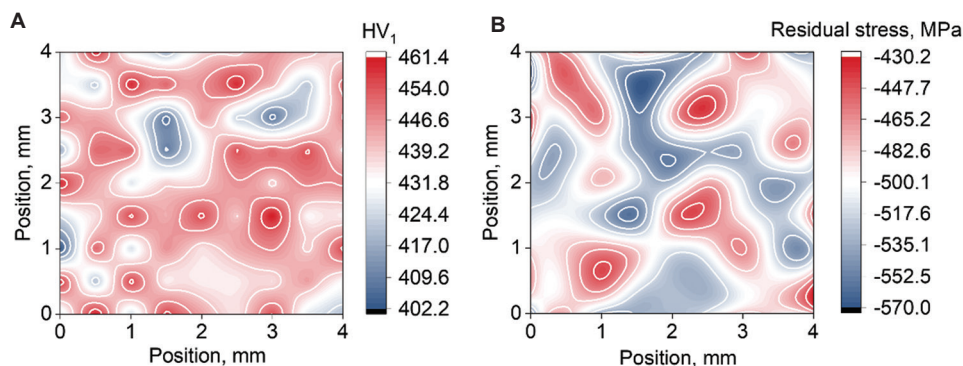 A
HV1
4
3
2
1
0
0 1 2 3 4
Position, mm
Position, mm
461.4
454.0
446.6
439.2
431.8
424.4
417.0
409.6
402.2
B
Residual stress, MPa
4
3
2
1
0
0 1 2 3 4
Position, mm
Position, mm
-430.2
-447.7
-465.2
-482.6
-500.1
-517.6
-535.1
-552.5
-570.0